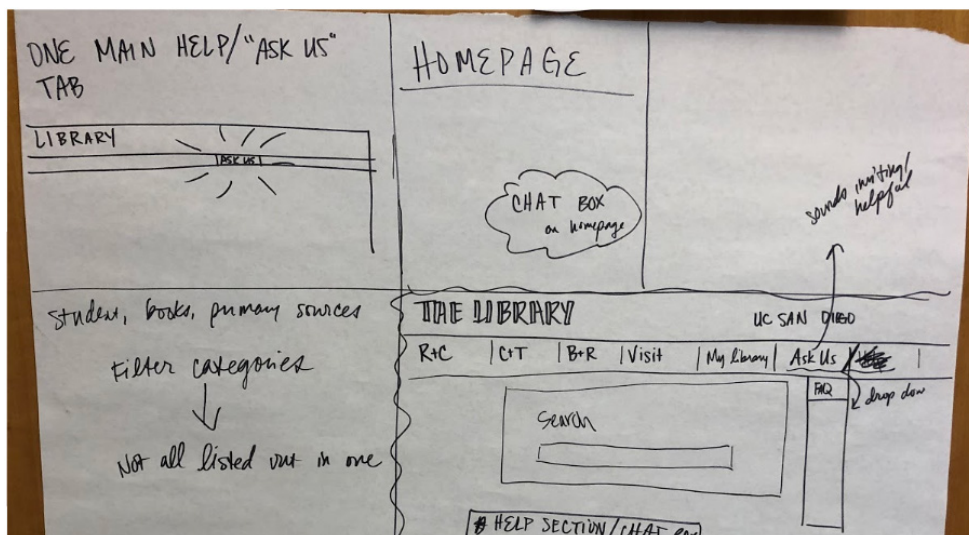 ONE MAIN HELP/"ASK US"
TAB
LIBRARY
ASK US
HOMEPAGE
CHAT BOX
on homepage
sounds inviting/
helpful
student, books, primary sources
Filter categories
Not all listed out in one
THE LIBRARY
UC SAN DIEGO
R+C | C+T | B+R | Visit | My library | Ask Us
FAQ
drop down
Search
HELP SECTION/CHAT BOX